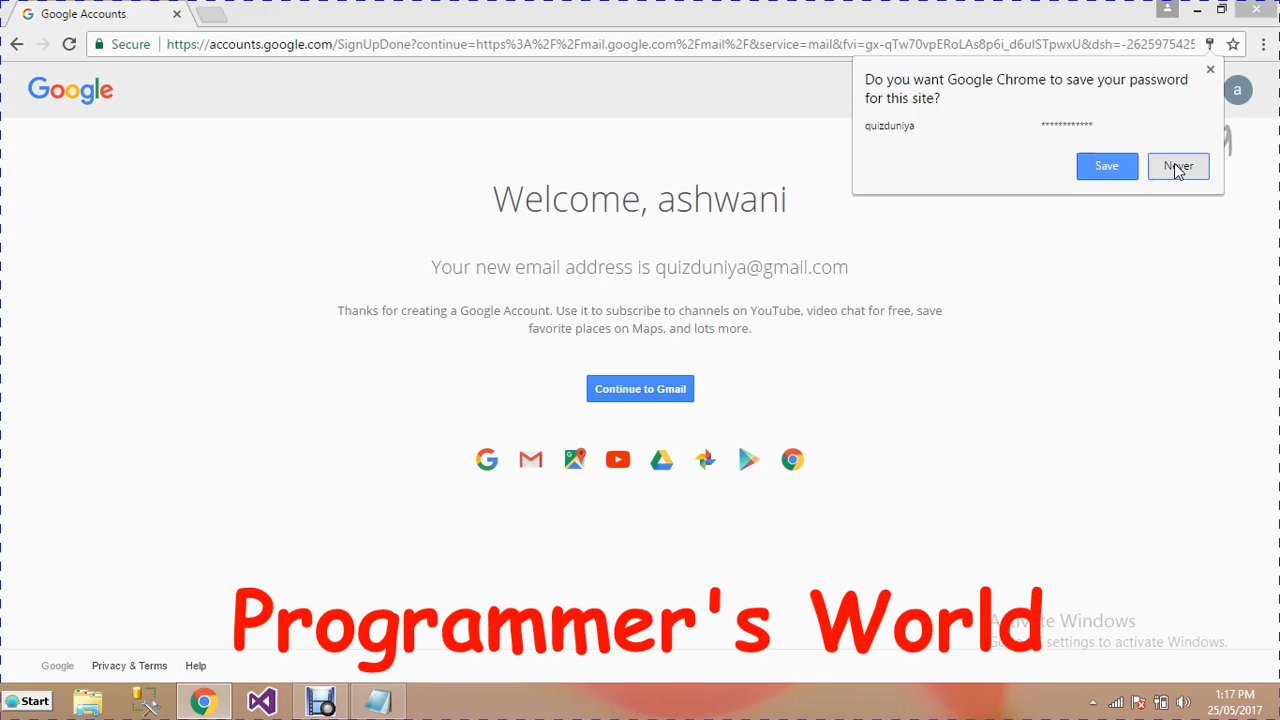 Google Accounts
Secure https://accounts.google.com/SignUpDone?continue=https%3A%2F%2Fmail.google.com%2Fmail%2F&service=mail&tfvi=gx-qTw70vpERoLAs8p6i_d6uISTpwxU&dsh=-2625975425
Google
Do you want Google Chrome to save your password
for this site?
quizduniya ************
Save Never
a
Welcome, ashwani
Your new email address is quizduniya@gmail.com
Thanks for creating a Google Account. Use it to subscribe to channels on YouTube, video chat for free, save
favorite places on Maps, and lots more.
Continue to Gmail
Programmer's World
Activate Windows
settings to activate Windows.
Google Privacy & Terms Help
Start
1:17 PM
25/05/2017